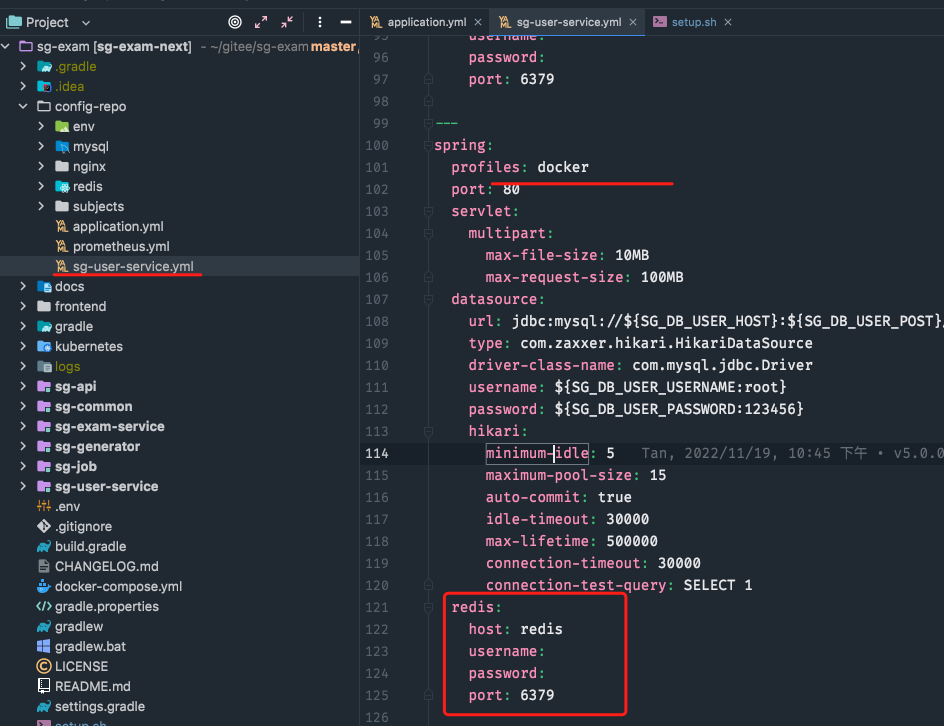 Project
application.yml
sg-user-service.yml
setup.sh
sg-exam [sg-exam-next] - ~/gitee/sg-exam master
.gradle
.idea
config-repo
env
mysql
nginx
redis
subjects
application.yml
prometheus.yml
sg-user-service.yml
docs
frontend
gradle
kubernetes
logs
sg-api
sg-common
sg-exam-service
sg-generator
sg-job
sg-user-service
.env
.gitignore
build.gradle
CHANGELOG.md
docker-compose.yml
gradle.properties
gradlew
gradlew.bat
LICENSE
README.md
settings.gradle
setup.sh
95 username:
96 password:
97 port: 6379
98
99 ---
100 spring:
101 profiles: docker
102 port: 80
103 servlet:
104 multipart:
105 max-file-size: 10MB
106 max-request-size: 100MB
107 datasource:
108 url: jdbc:mysql://${SG_DB_USER_HOST}:${SG_DB_USER_POST}
109 type: com.zaxxer.hikari.HikariDataSource
110 driver-class-name: com.mysql.jdbc.Driver
111 username: ${SG_DB_USER_USERNAME:root}
112 password: ${SG_DB_USER_PASSWORD:123456}
113 hikari:
114 minimum-idle: 5 Tan, 2022/11/19, 10:45 下午 • v5.0.0
115 maximum-pool-size: 15
116 auto-commit: true
117 idle-timeout: 30000
118 max-lifetime: 500000
119 connection-timeout: 30000
120 connection-test-query: SELECT 1
121 redis:
122 host: redis
123 username:
124 password:
125 port: 6379
126